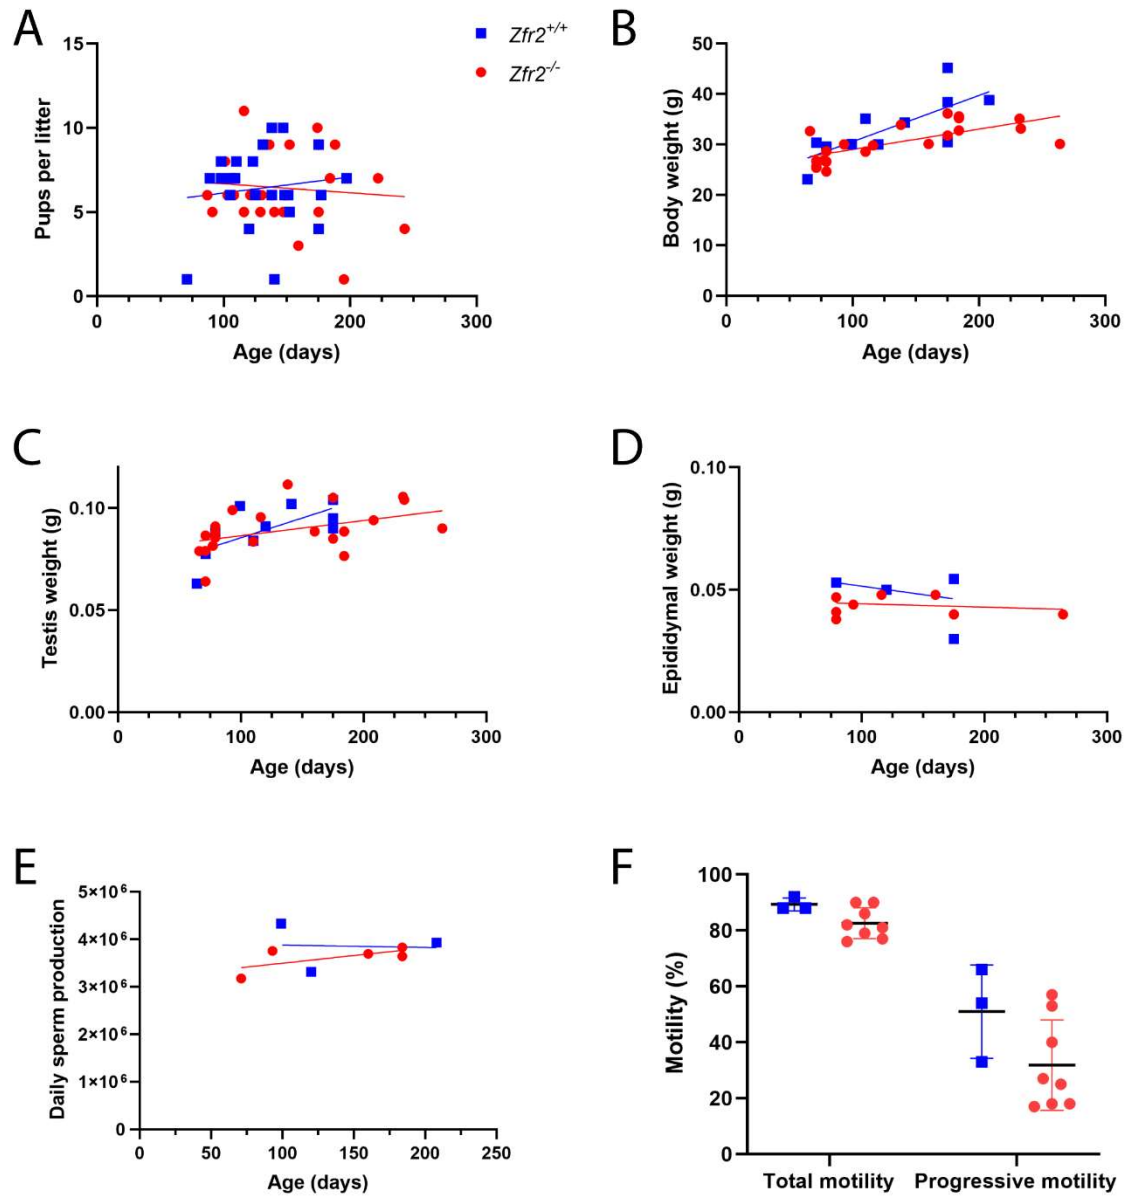 A
Pups per litter
15
10
5
0
0 100 200 300
Age (days)
Zfr2+/+
Zfr2-/-
B
Body weight (g)
50
40
30
20
10
0
0 100 200 300
Age (days)
C
Testis weight (g)
0.10
0.05
0.00
0 100 200 300
Age (days)
D
Epididymal weight (g)
0.10
0.05
0.00
0 100 200 300
Age (days)
E
Daily sperm production
5×10⁶
4×10⁶
3×10⁶
2×10⁶
1×10⁶
0
0 50 100 150 200 250
Age (days)
F
Motility (%)
100
80
60
40
20
0
Total motility Progressive motility